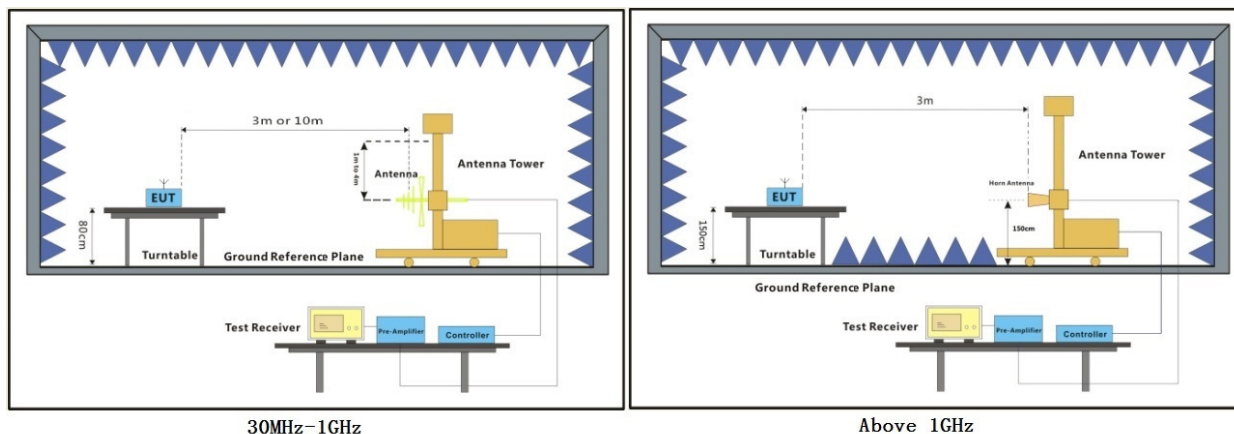 3m or 10m
1m to 4m
Antenna
Antenna Tower
EUT
80cm
Turntable
Ground Reference Plane
Test Receiver
Pre-Amplifier
Controller
30MHz-1GHz
3m
Antenna Tower
Horn Antenna
EUT
150cm
150cm
Turntable
Ground Reference Plane
Test Receiver
Pre-Amplifier
Controller
Above 1GHz